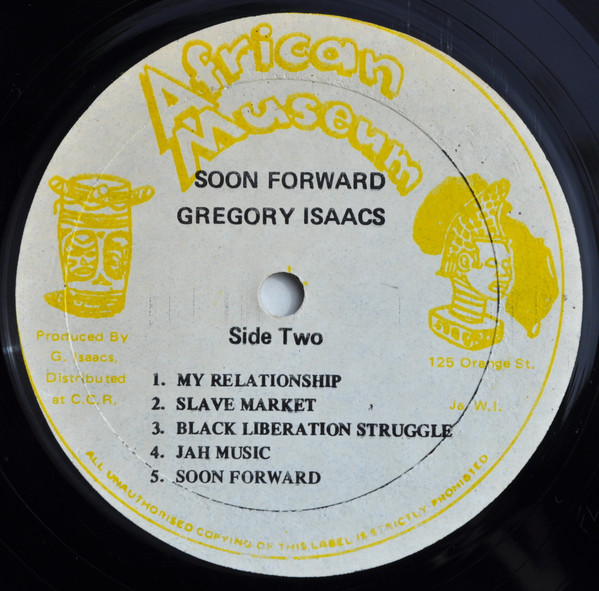 African
Museum
SOON FORWARD
GREGORY ISAACS
Side Two
Produced By
G. Isaacs,
Distributed
at C.C.R.
125 Orange St.
Ja. W.I.
1. MY RELATIONSHIP
2. SLAVE MARKET
3. BLACK LIBERATION STRUGGLE
4. JAH MUSIC
5. SOON FORWARD
ALL UNAUTHORISED COPYING OF THIS LABEL IS STRICTLY PROHIBITED